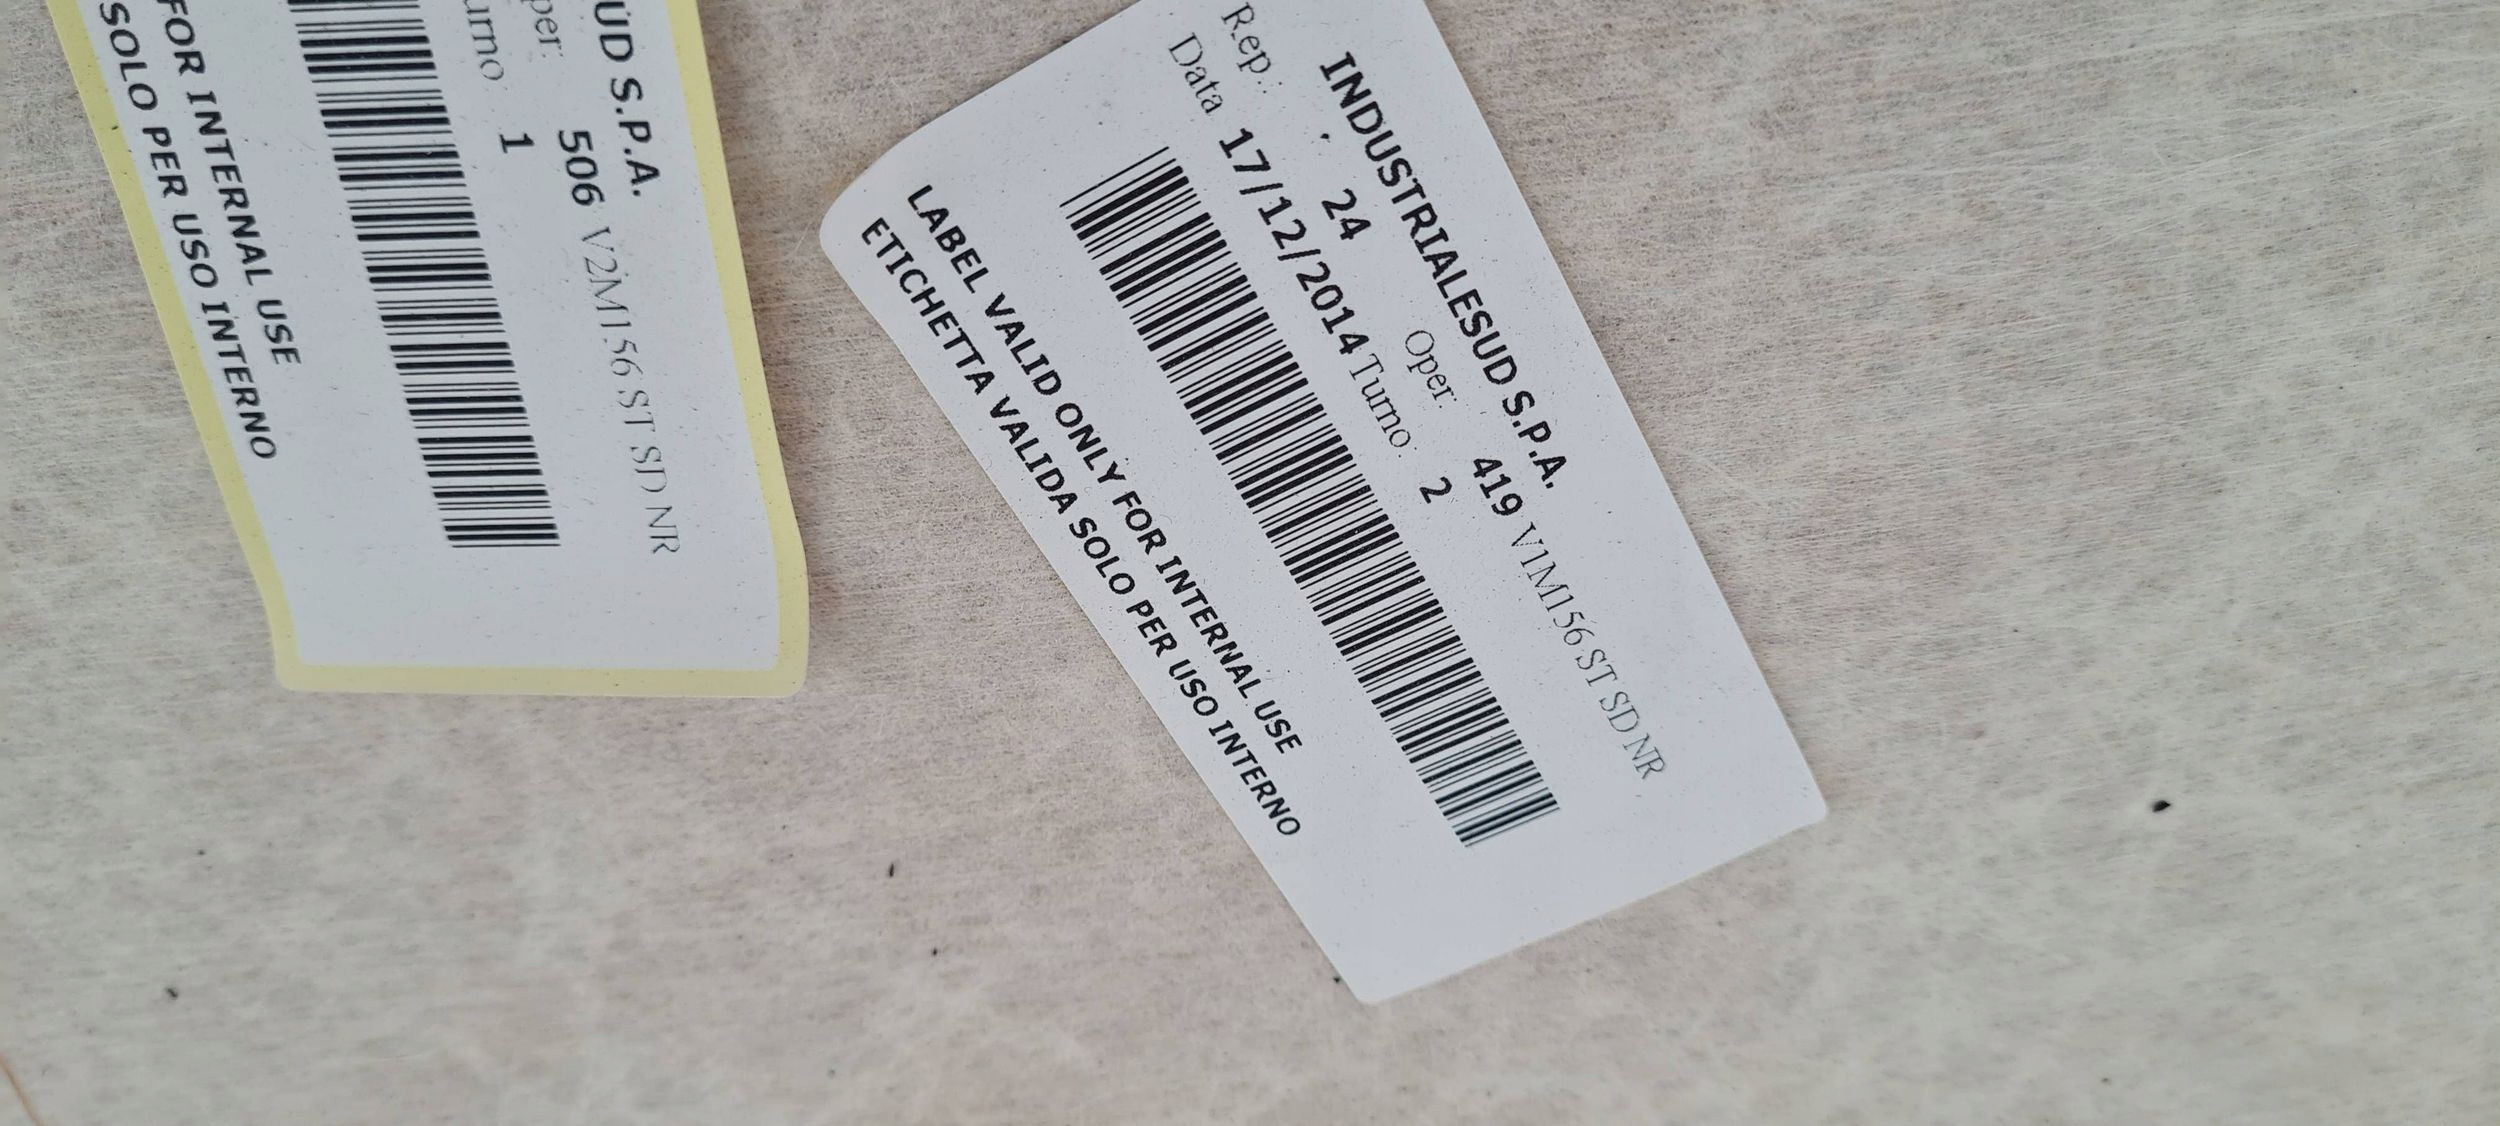 UD S.P.A.
per: 506 V2M156 ST SD NR
urno 1
FOR INTERNAL USE
SOLO PER USO INTERNO
INDUSTRIALESUD S.P.A.
Rep.: 24 Oper. 419 V1M156 ST SD NR
Data 17/12/2014 Turno. 2
LABEL VALID ONLY FOR INTERNAL USE
ETICHETTA VALIDA SOLO PER USO INTERNO